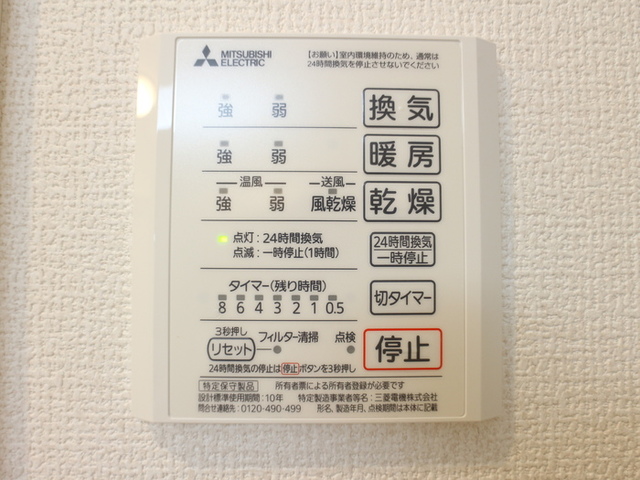 MITSUBISHI
ELECTRIC
【お願い】室内環境維持のため、通常は
24時間換気を停止させないでください
強 弱 換気
強 弱 暖房
温風 送風
強 弱 風乾燥 乾燥
点灯:24時間換気
点滅:一時停止(1時間)
24時間換気
一時停止
タイマー(残り時間)
8 6 4 3 2 1 0.5
切タイマー
3秒押し
リセット フィルター清掃 点検
停止
24時間換気の停止は停止ボタンを3秒押し
特定保守製品 所有者票による所有者登録が必要です
設計標準使用期間:10年 特定製造事業者等名:三菱電機株式会社
問合せ連絡先:0120-490-499 形名、製造年月、点検期間は本体に記載